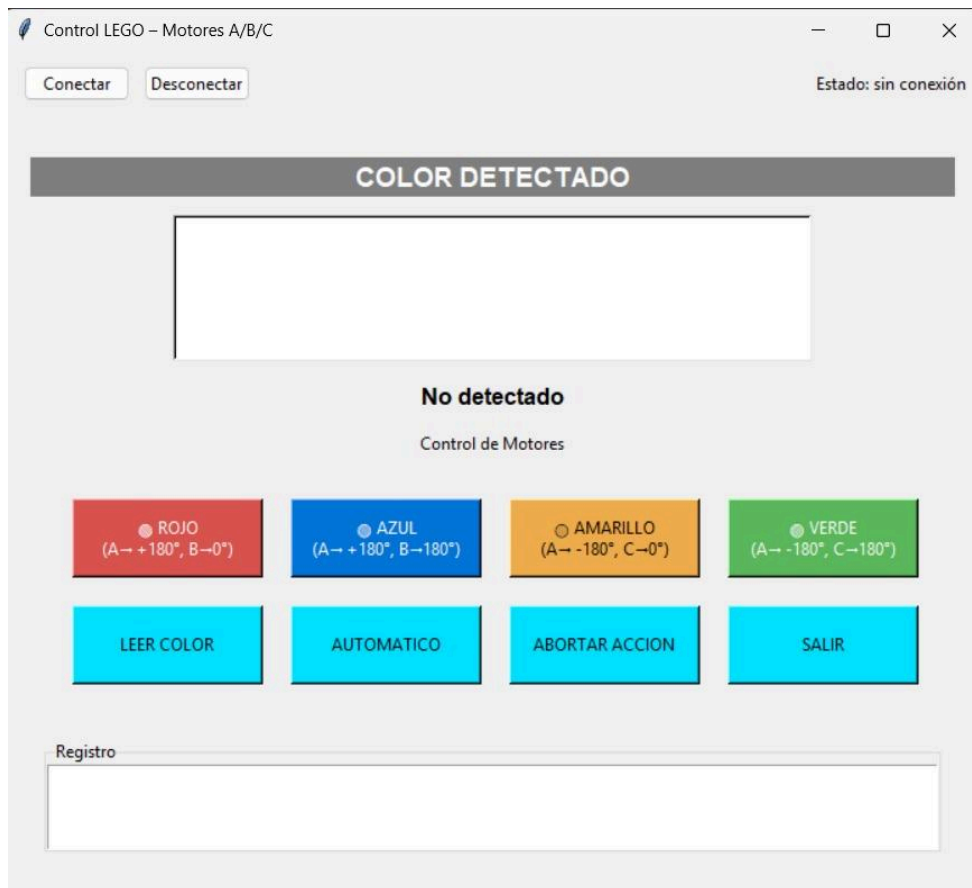 Control LEGO – Motores A/B/C
Conectar Desconectar Estado: sin conexión
COLOR DETECTADO
No detectado
Control de Motores
ROJO
(A→ +180°, B→0°)
AZUL
(A→ +180°, B→180°)
AMARILLO
(A→ -180°, C→0°)
VERDE
(A→ -180°, C→180°)
LEER COLOR
AUTOMATICO
ABORTAR ACCION
SALIR
Registro